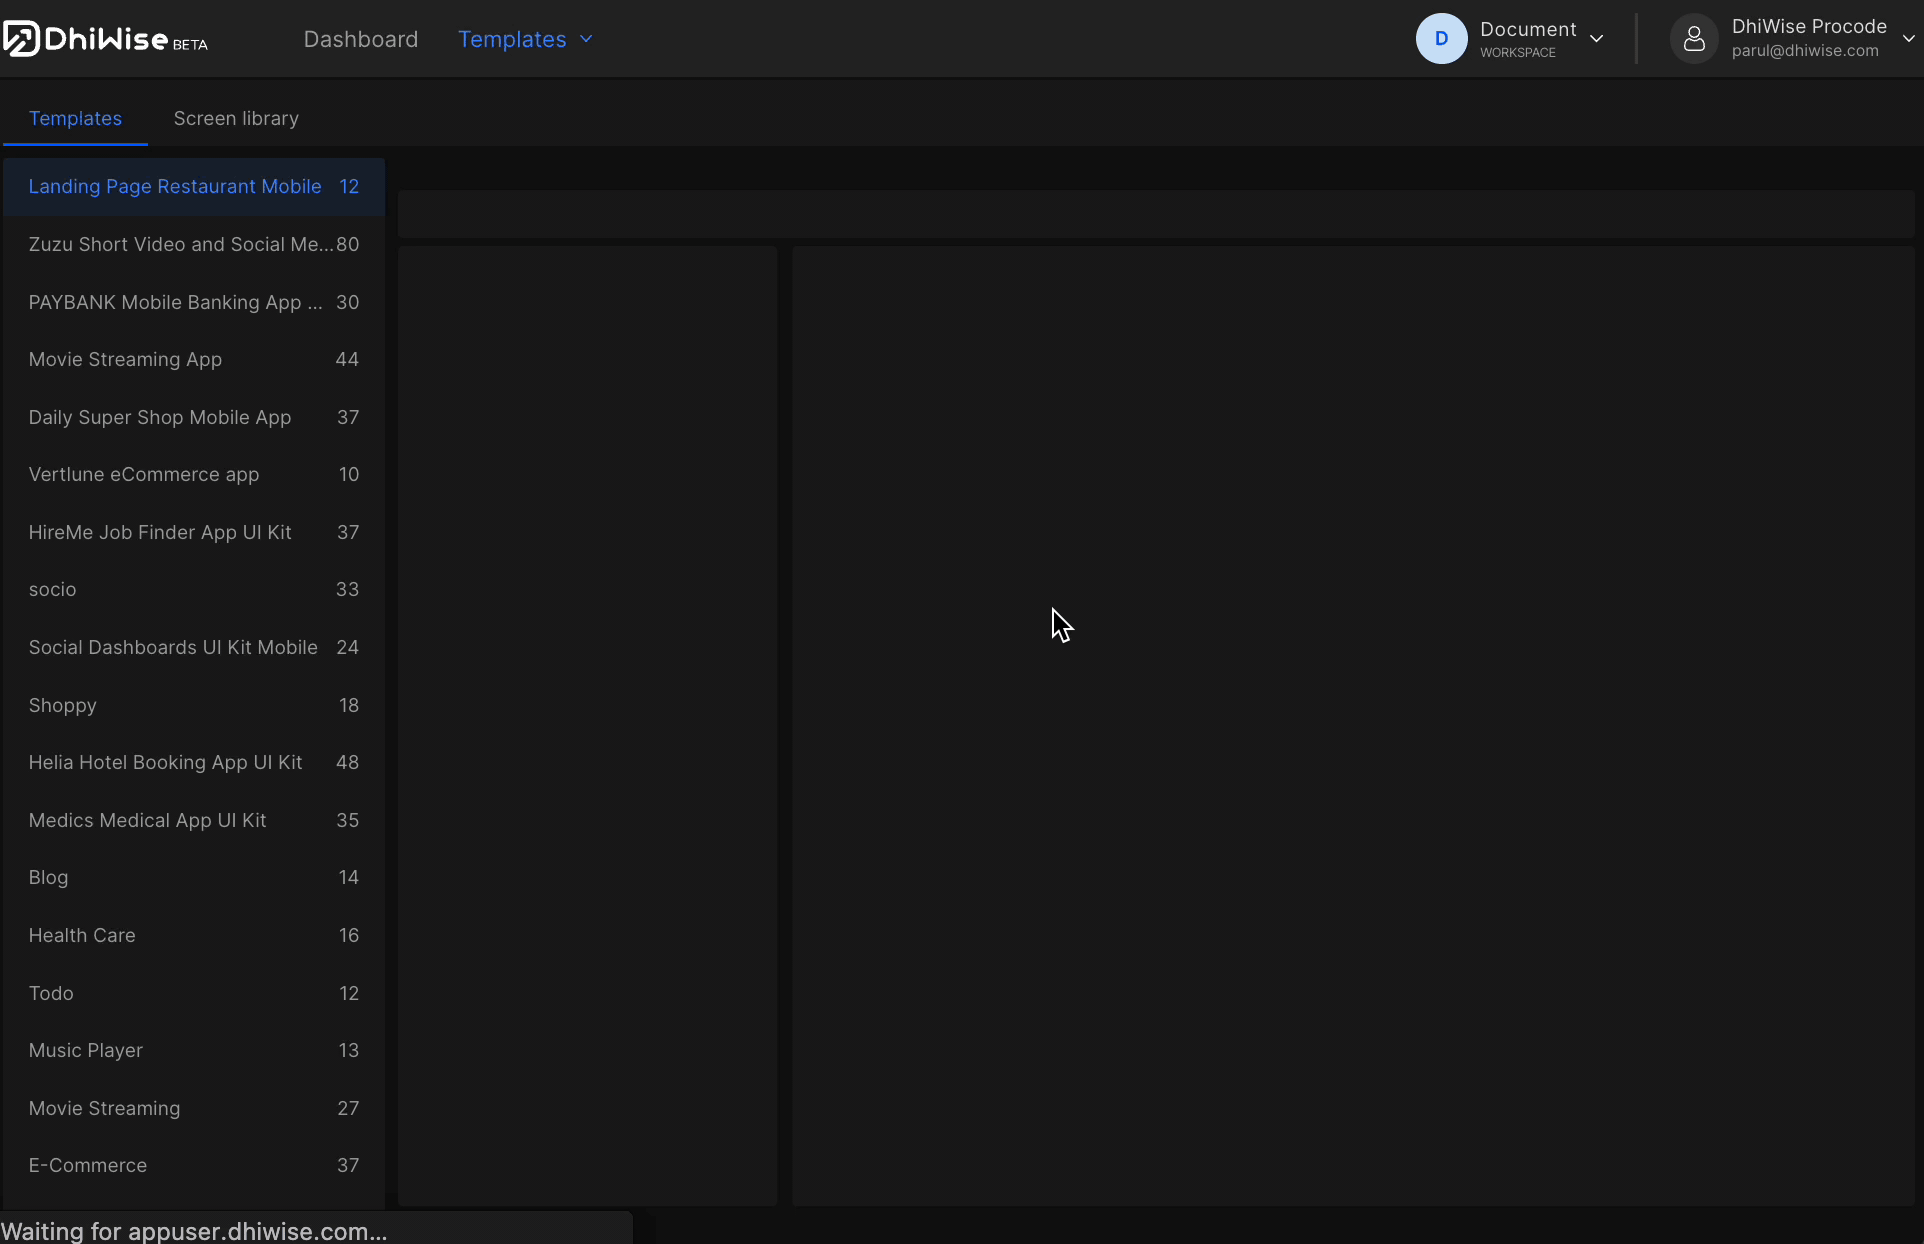 DhiWise BETA
Dashboard
Templates
D
Document
WORKSPACE
DhiWise Procode
parul@dhiwise.com
Templates
Screen library
Landing Page Restaurant Mobile 12
Zuzu Short Video and Social Me... 80
PAYBANK Mobile Banking App ... 30
Movie Streaming App 44
Daily Super Shop Mobile App 37
Vertlune eCommerce app 10
HireMe Job Finder App UI Kit 37
socio 33
Social Dashboards UI Kit Mobile 24
Shoppy 18
Helia Hotel Booking App UI Kit 48
Medics Medical App UI Kit 35
Blog 14
Health Care 16
Todo 12
Music Player 13
Movie Streaming 27
E-Commerce 37
Waiting for appuser.dhiwise.com...